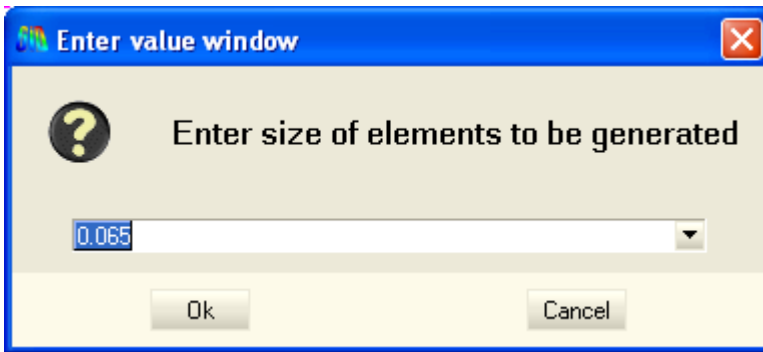 Enter value window
Enter size of elements to be generated
0.065
Ok
Cancel